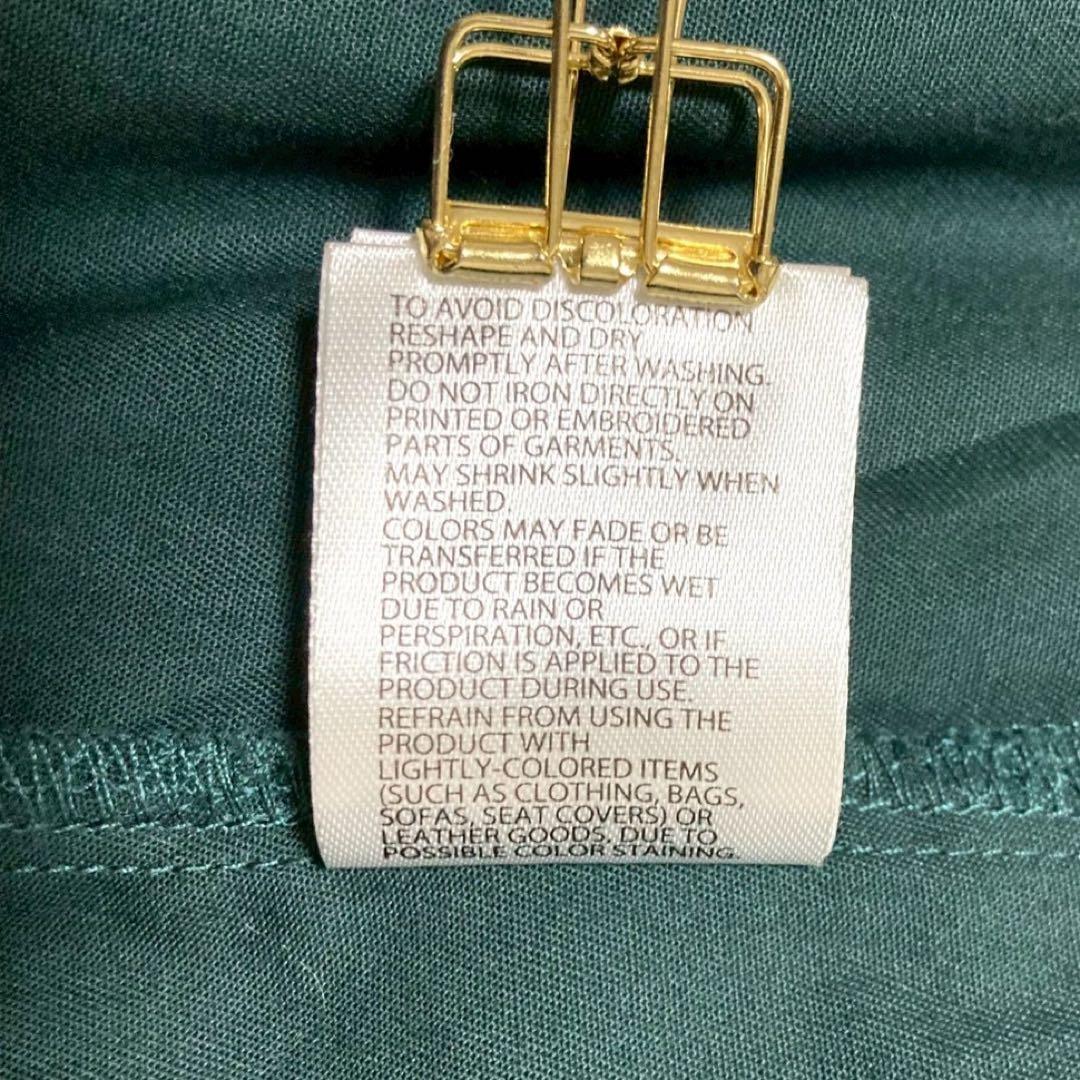 TO AVOID DISCOLORATION
RESHAPE AND DRY
PROMPTLY AFTER WASHING.
DO NOT IRON DIRECTLY ON
PRINTED OR EMBROIDERED
PARTS OF GARMENTS.
MAY SHRINK SLIGHTLY WHEN
WASHED.
COLORS MAY FADE OR BE
TRANSFERRED IF THE
PRODUCT BECOMES WET
DUE TO RAIN OR
PERSPIRATION, ETC., OR IF
FRICTION IS APPLIED TO THE
PRODUCT DURING USE.
REFRAIN FROM USING THE
PRODUCT WITH
LIGHTLY-COLORED ITEMS
(SUCH AS CLOTHING, BAGS,
SOFAS, SEAT COVERS) OR
LEATHER GOODS, DUE TO
POSSIBLE COLOR STAINING.